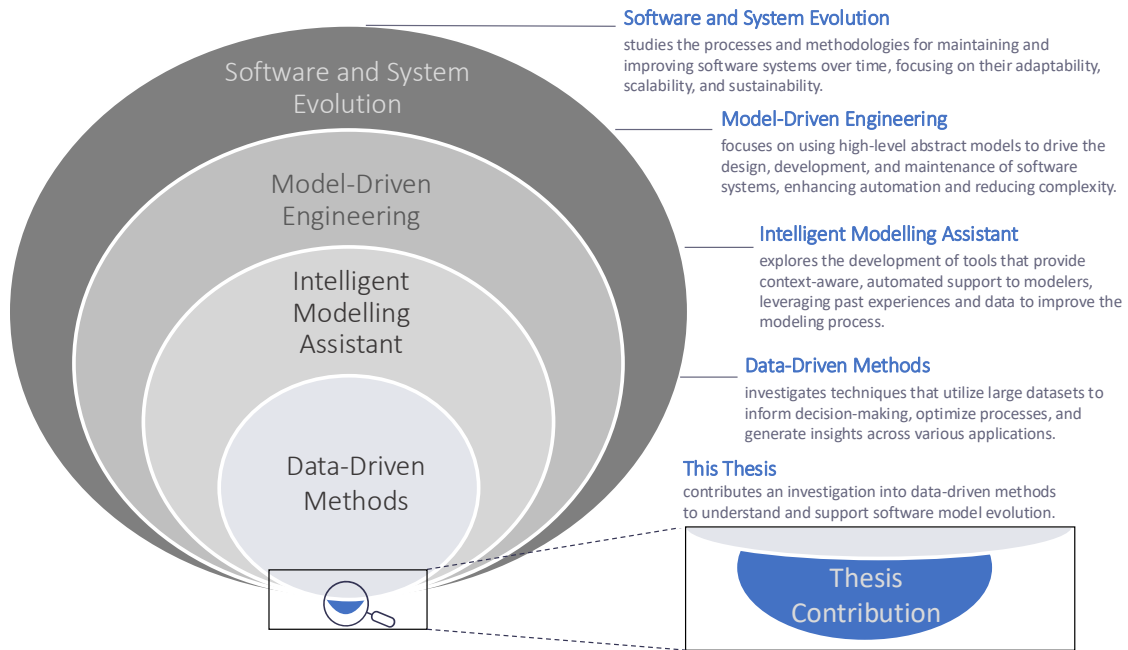 Software and System
Evolution
Model-Driven
Engineering
Intelligent
Modelling
Assistant
Data-Driven
Methods
Software and System Evolution
studies the processes and methodologies for maintaining and
improving software systems over time, focusing on their adaptability,
scalability, and sustainability.
Model-Driven Engineering
focuses on using high-level abstract models to drive the
design, development, and maintenance of software
systems, enhancing automation and reducing complexity.
Intelligent Modelling Assistant
explores the development of tools that provide
context-aware, automated support to modelers,
leveraging past experiences and data to improve the
modeling process.
Data-Driven Methods
investigates techniques that utilize large datasets to
inform decision-making, optimize processes, and
generate insights across various applications.
This Thesis
contributes an investigation into data-driven methods
to understand and support software model evolution.
Thesis
Contribution